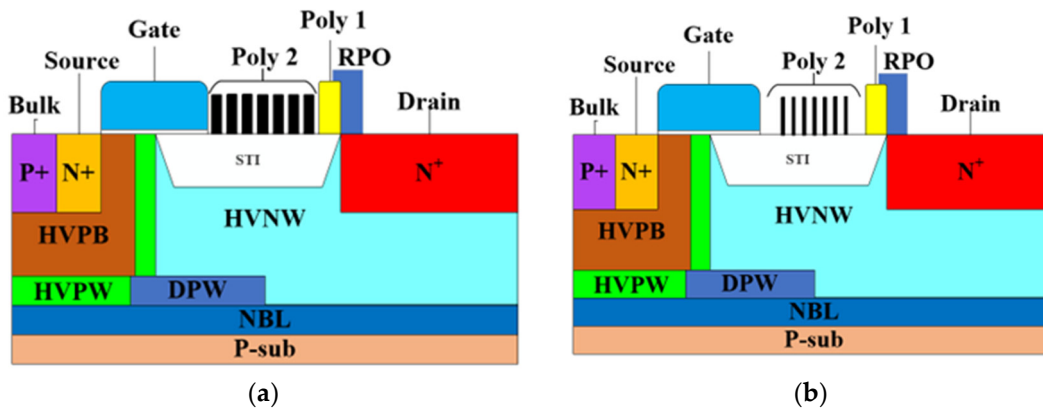 Poly 1
Gate
Poly 2
RPO
Source
Bulk
Drain
STI
P+
N+
N+
HVNW
HVPB
HVPW
DPW
NBL
P-sub
(a)
Poly 1
Gate
Poly 2
RPO
Source
Bulk
Drain
STI
P+
N+
N+
HVNW
HVPB
HVPW
DPW
NBL
P-sub
(b)